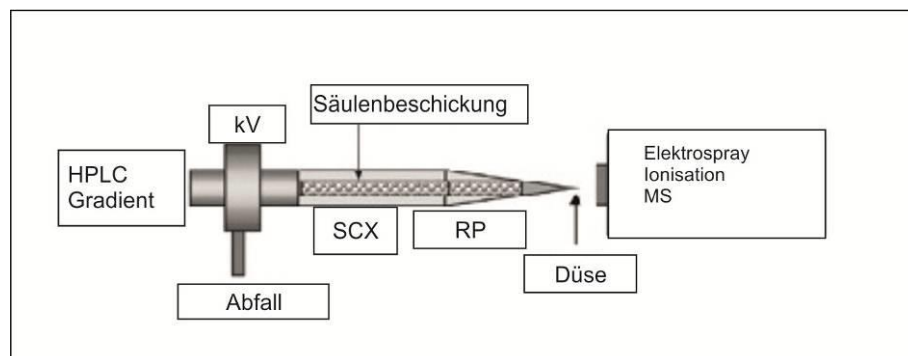 Säulenbeschickung
kV
HPLC
Gradient
Elektrospray
Ionisation
MS
SCX
RP
Düse
Abfall